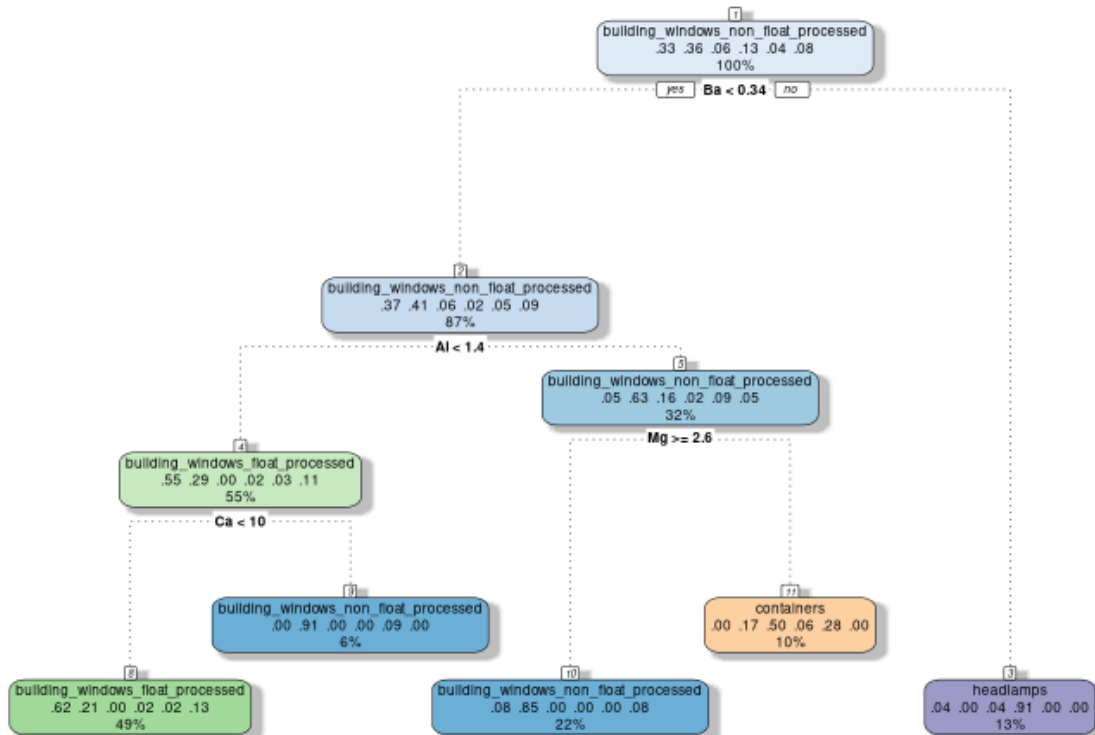 1
building_windows_non_float_processed
.33 .36 .06 .13 .04 .08
100%
yes Ba < 0.34 no
2
building_windows_non_float_processed
.37 .41 .06 .02 .05 .09
87%
Al < 1.4
5
building_windows_non_float_processed
.05 .63 .16 .02 .09 .05
32%
Mg >= 2.6
4
building_windows_float_processed
.55 .29 .00 .02 .03 .11
55%
Ca < 10
9
building_windows_non_float_processed
.00 .91 .00 .00 .09 .00
6%
11
containers
.00 .17 .50 .06 .28 .00
10%
8
building_windows_float_processed
.62 .21 .00 .02 .02 .13
49%
10
building_windows_non_float_processed
.08 .85 .00 .00 .00 .08
22%
3
headlamps
.04 .00 .04 .91 .00 .00
13%